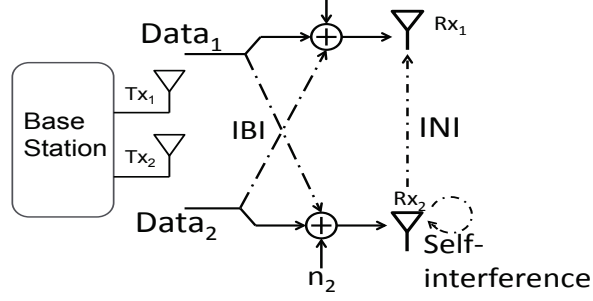 Data1
Rx1
Tx1
Base
Station
IBI
INI
Tx2
Rx2
Data2
Self-
interference
n2